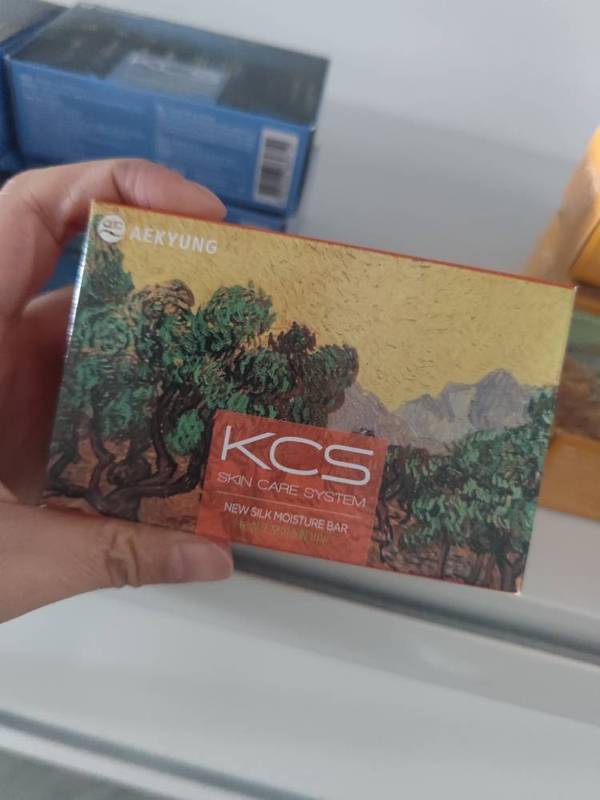 AEKYUNG
KCS
SKIN CARE SYSTEM
NEW SILK MOISTURE BAR